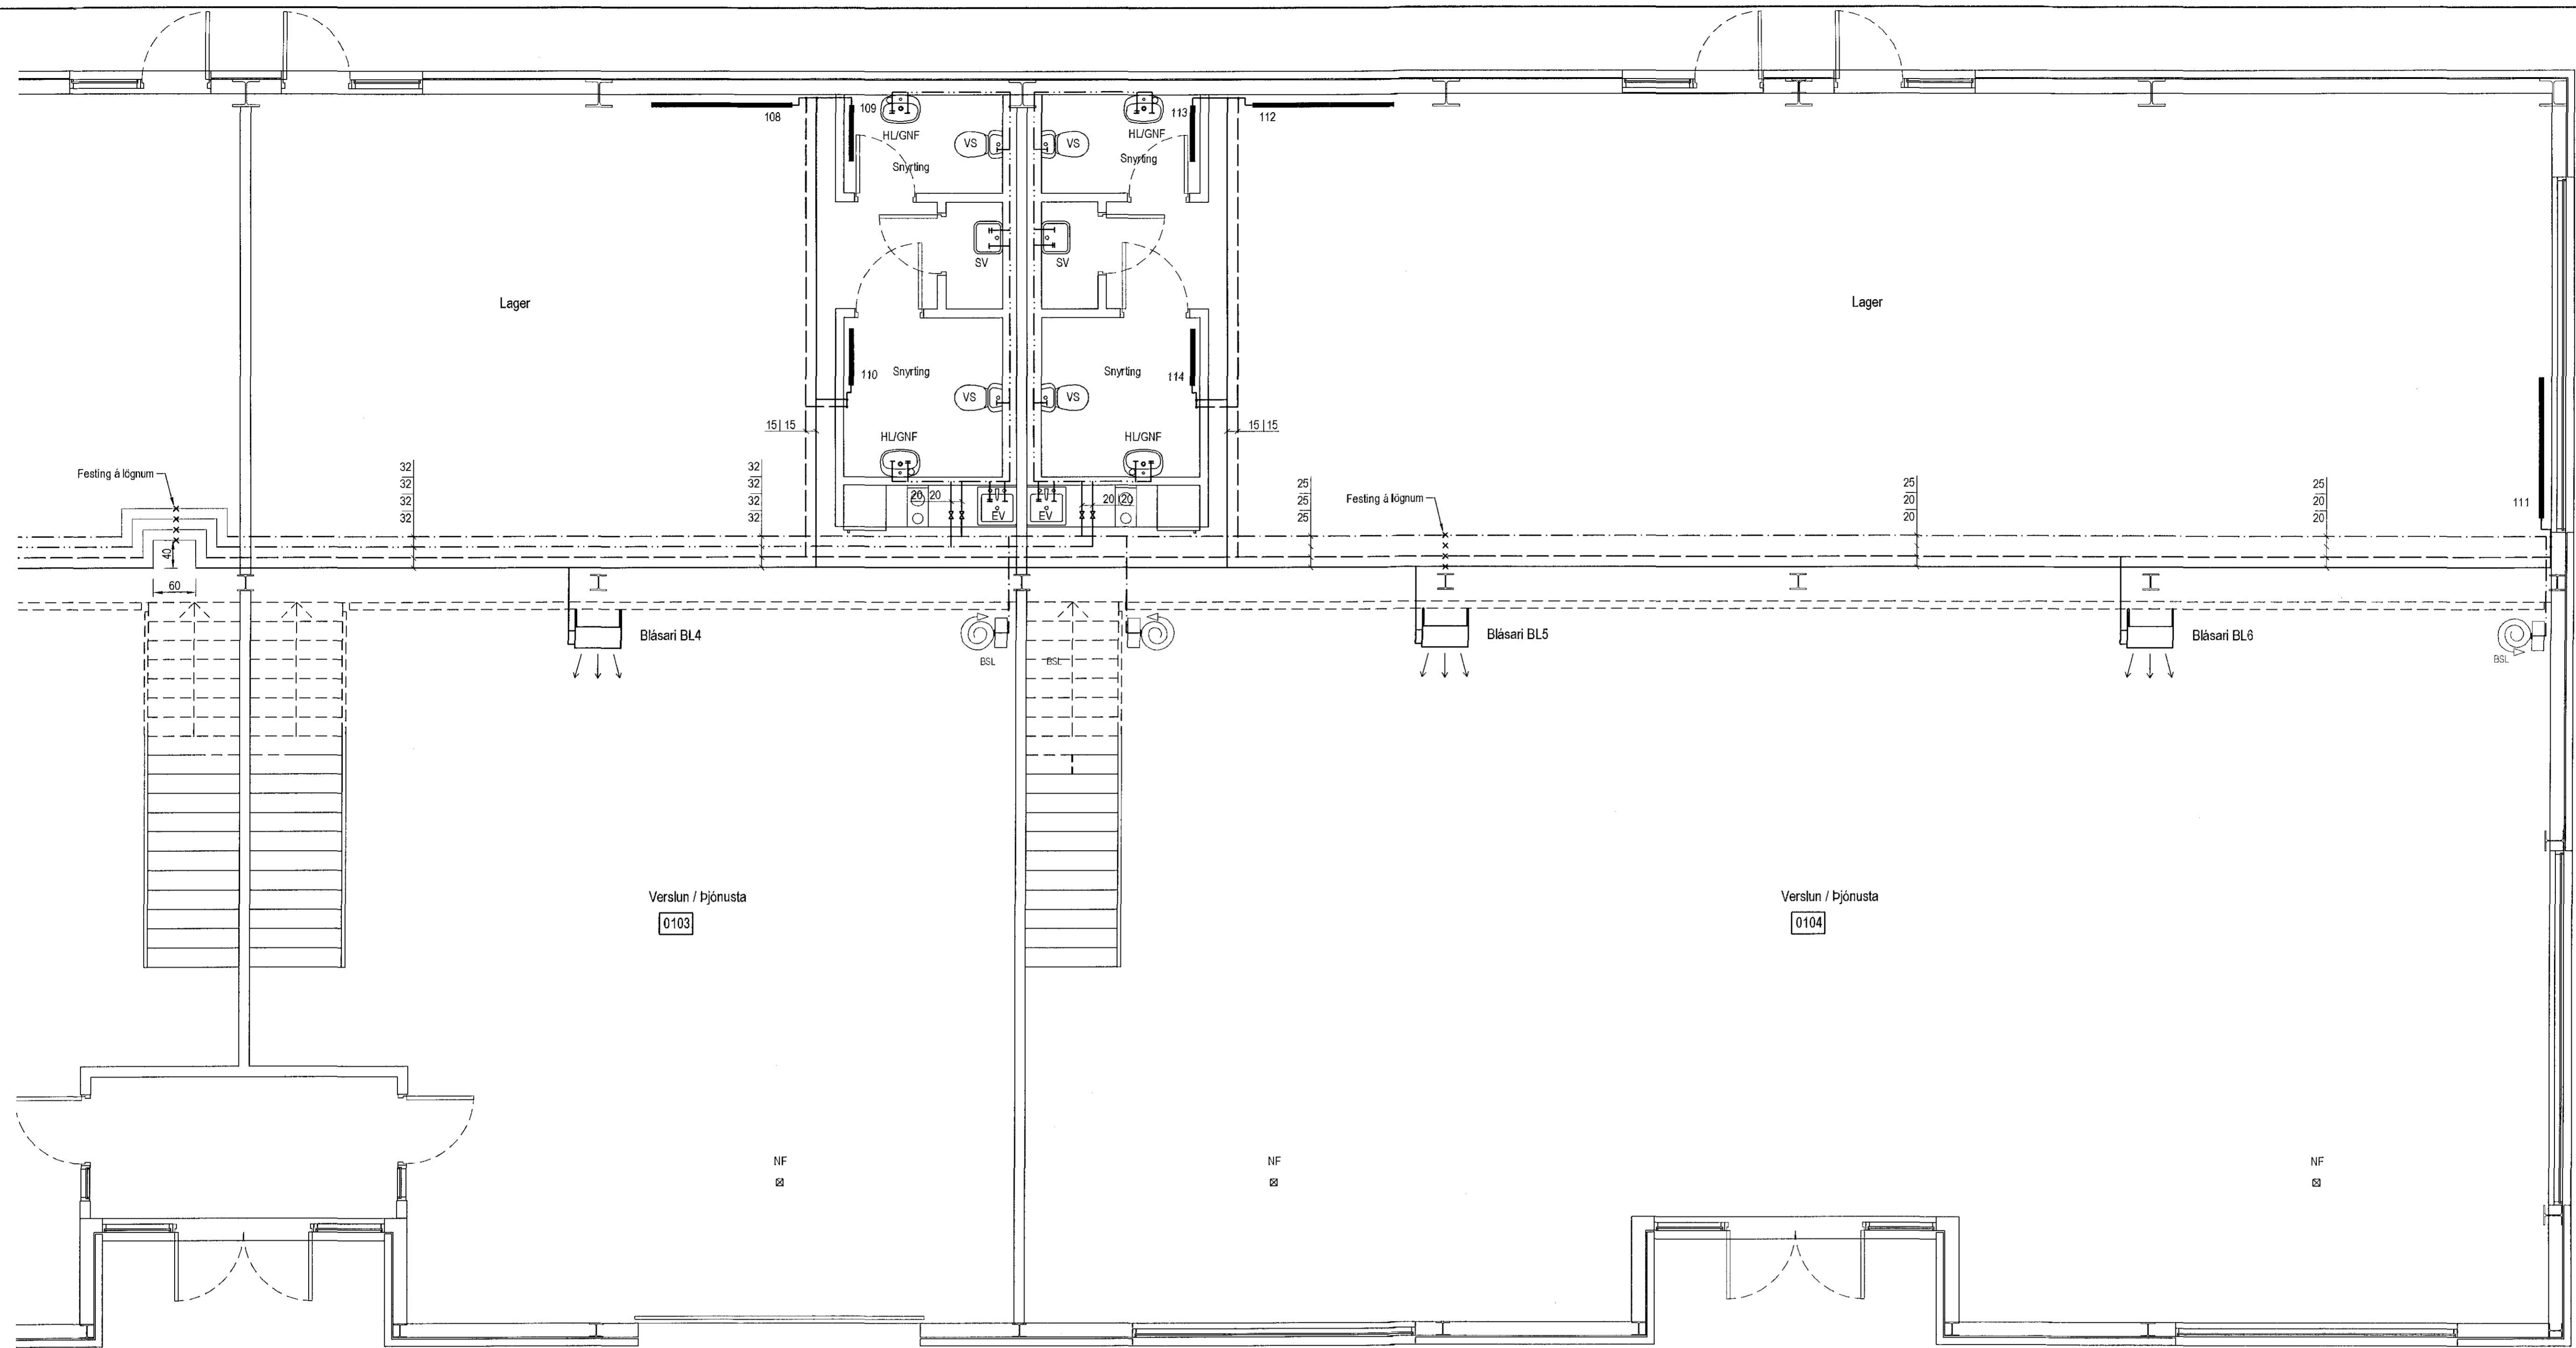 108
109
HL/GNF
VS
Snyrting
113
HL/GNF
VS
Snyrting
112
SV
SV
Lager
Lager
110
Snyrting
VS
Snyrting
114
VS
15| 15
HL/GNF
HL/GNF
15| 15
Festing á lögnum
32
32
32
32
32
32
32
32
20 20
EV
EV
20 20
25
25
25
Festing á lögnum
25
20
20
25
20
20
111
40
60
Blásari BL4
BSL
BSL
Blásari BL5
Blásari BL6
BSL
Verslun / Þjónusta
0103
Verslun / Þjónusta
0104
NF
NF
NF